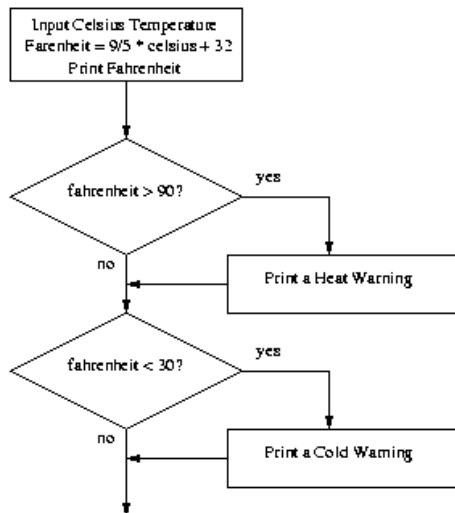 Input Celsius Temperature
Farenheit = 9/5 * celsius + 32
Print Fahrenheit
fahrenheit > 90?
yes
no
Print a Heat Warning
fahrenheit < 30?
yes
no
Print a Cold Warning